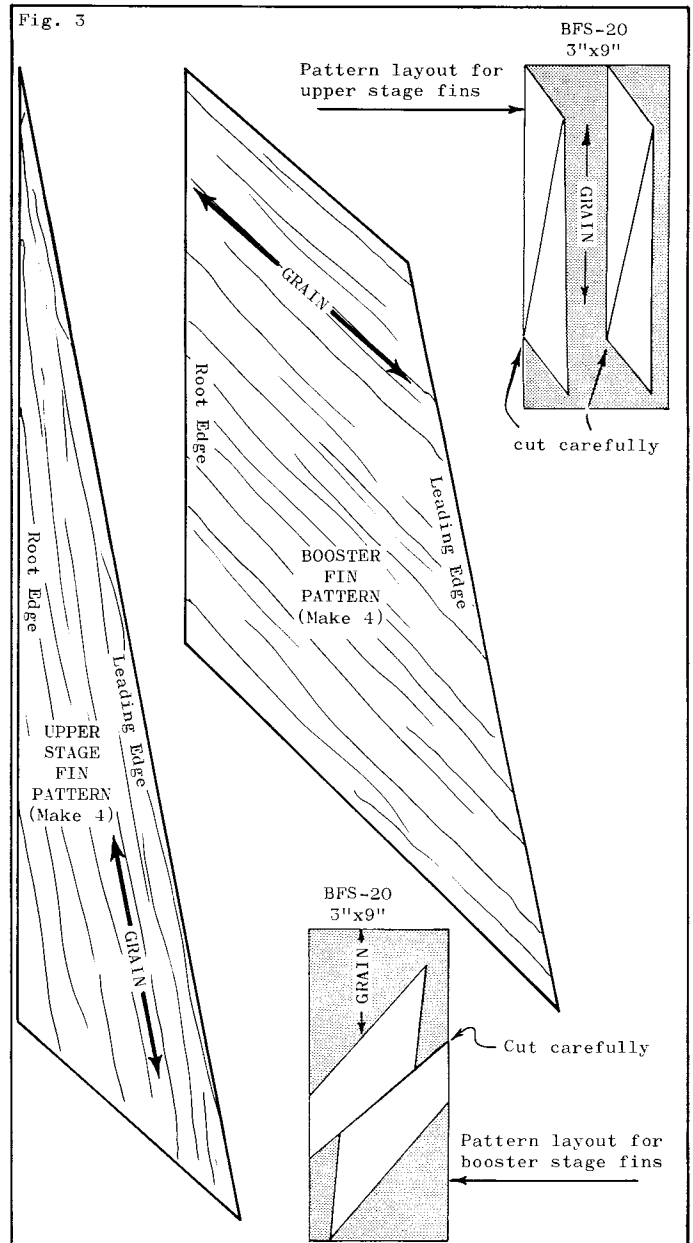 Fig. 3
BFS-20
3"x9"
Pattern layout for
upper stage fins
GRAIN
cut carefully
GRAIN
Root Edge
Leading Edge
BOOSTER
FIN
PATTERN
(Make 4)
Root Edge
Leading Edge
UPPER
STAGE
FIN
PATTERN
(Make 4)
GRAIN
BFS-20
3"x9"
GRAIN
Cut carefully
Pattern layout for
booster stage fins